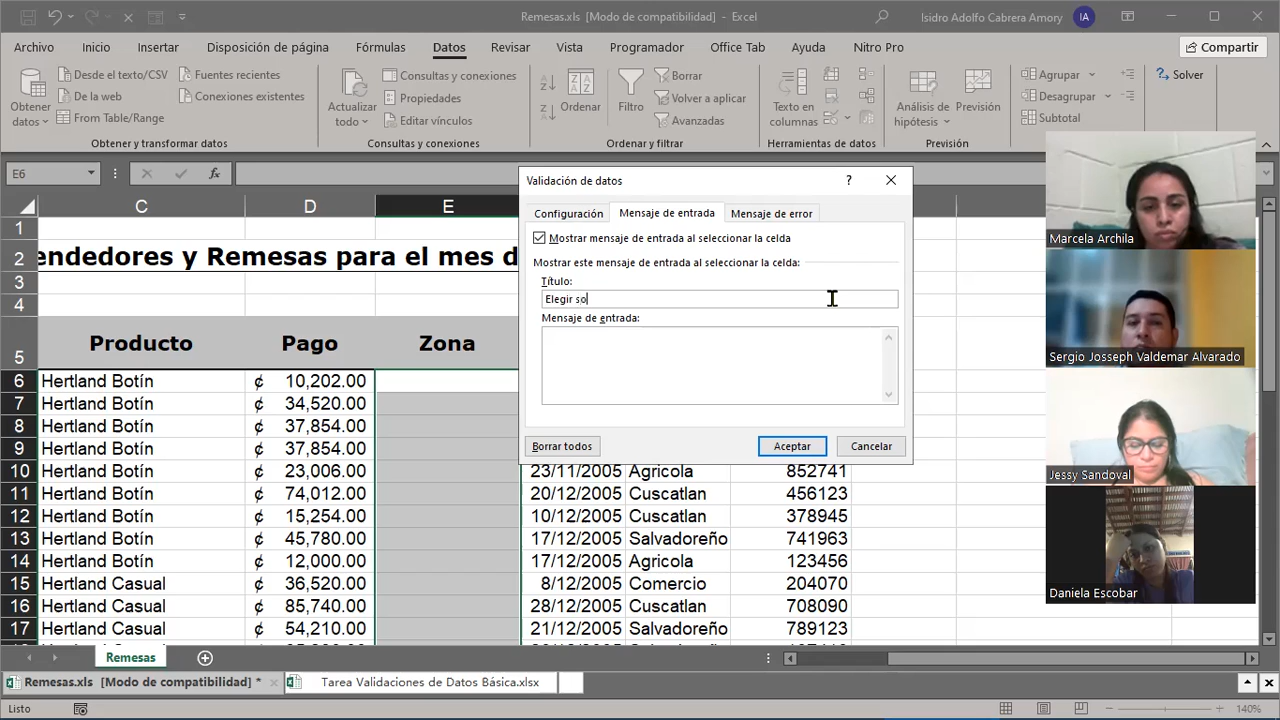 Remesas.xls [Modo de compatibilidad] - Excel
Isidro Adolfo Cabrera Amory
IA
Archivo Inicio Insertar Disposición de página Fórmulas Datos Revisar Vista Programador Office Tab Ayuda Nitro Pro Compartir
Obtener datos
Desde el texto/CSV
De la web
From Table/Range
Fuentes recientes
Conexiones existentes
Obtener y transformar datos
Actualizar todo
Consultas y conexiones
Propiedades
Editar vínculos
Consultas y conexiones
Ordenar
Filtro
Borrar
Volver a aplicar
Avanzadas
Ordenar y filtrar
Texto en columnas
Herramientas de datos
Análisis de hipótesis
Previsión
Previsión
Agrupar
Desagrupar
Subtotal
Solver
E6
fx
C D E
1
2 endedores y Remesas para el mes d
3
4
5 Producto Pago Zona
6 Hertland Botín ¢ 10,202.00
7 Hertland Botín ¢ 34,520.00
8 Hertland Botín ¢ 37,854.00
9 Hertland Botín ¢ 37,854.00
10 Hertland Botín ¢ 23,006.00 23/11/2005 Agricola 852741
11 Hertland Botín ¢ 74,012.00 20/12/2005 Cuscatlan 456123
12 Hertland Botín ¢ 15,254.00 10/12/2005 Cuscatlan 378945
13 Hertland Botín ¢ 45,780.00 17/12/2005 Salvadoreño 741963
14 Hertland Botín ¢ 12,000.00 17/12/2005 Agricola 123456
15 Hertland Casual ¢ 36,520.00 8/12/2005 Comercio 204070
16 Hertland Casual ¢ 85,740.00 28/12/2005 Cuscatlan 708090
17 Hertland Casual ¢ 54,210.00 21/12/2005 Salvadoreño 789123
Validación de datos
?
Configuración Mensaje de entrada Mensaje de error
Mostrar mensaje de entrada al seleccionar la celda
Mostrar este mensaje de entrada al seleccionar la celda:
Título:
Elegir so
Mensaje de entrada:
Borrar todos Aceptar Cancelar
Marcela Archila
Sergio Josseph Valdemar Alvarado
Jessy Sandoval
Daniela Escobar
Remesas
Remesas.xls [Modo de compatibilidad] *
Tarea Validaciones de Datos Básica.xlsx
Listo
140%